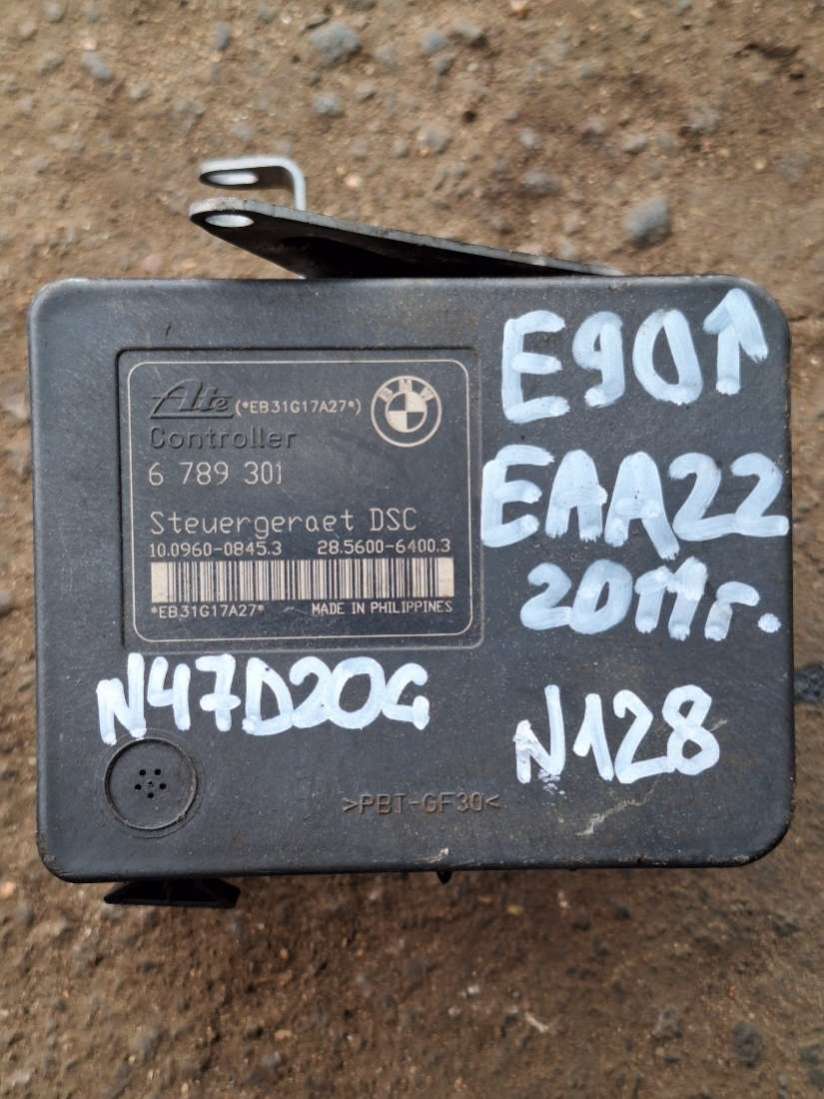 Ate (*EB31G17A27*)
BMW
Controller
6 789 301
Steuergeraet DSC
10.0960-0845.3 28.5600-6400.3
*EB31G17A27* MADE IN PHILIPPINES
E90↑
EAA22
2011г.
N47D20C
N128
>PBT-GF30<